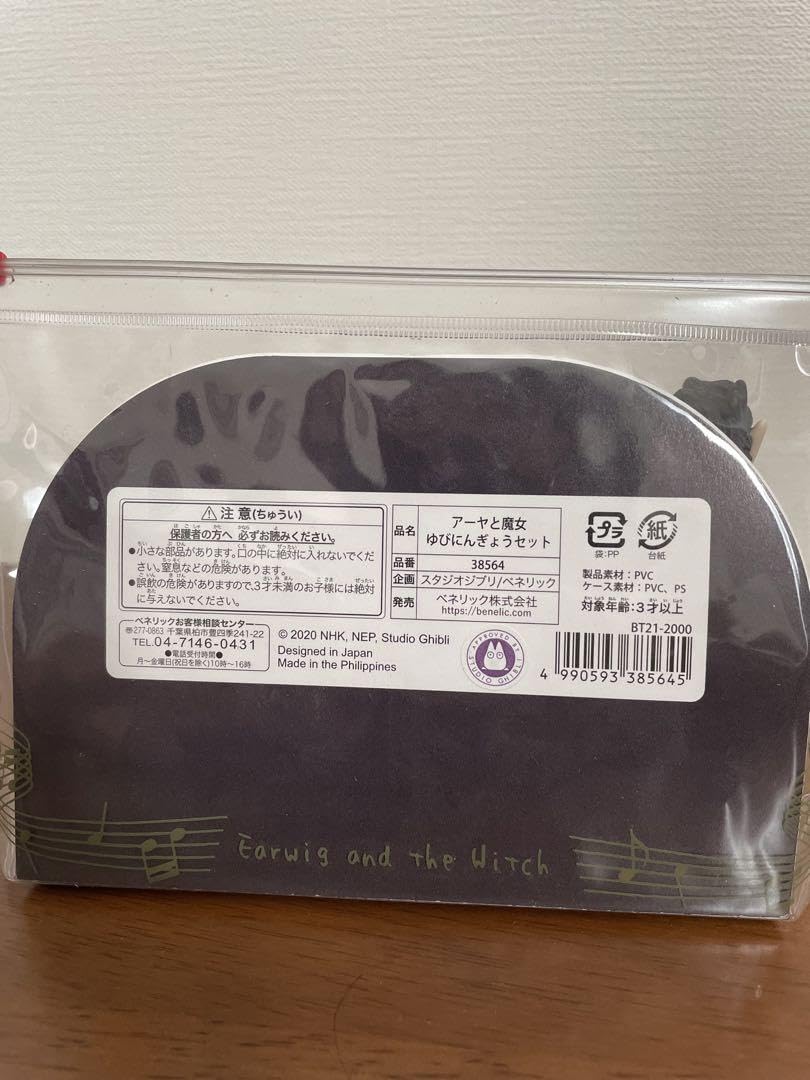 ⚠ 注意(ちゅうい)
保護者の方へ 必ずお読みください。
●小さな部品があります。口の中に絶対に入れないでくだ
さい。窒息などの危険があります。
●誤飲の危険がありますので、3才未満のお子様には絶対
に与えないでください。
ベネリックお客様相談センター
〠277-0863 千葉県柏市豊四季241-22
TEL.04-7146-0431
●電話受付時間●
月～金曜日(祝日を除く)10時～16時
品名 アーヤと魔女
ゆびにんぎょうセット
品番 38564
企画 スタジオジブリ/ベネリック
発売 ベネリック株式会社
https://benelic.com
© 2020 NHK, NEP, Studio Ghibli
Designed in Japan
Made in the Philippines
APPROVED BY
STUDIO GHIBLI
プラ
袋:PP
紙
台紙
製品素材:PVC
ケース素材:PVC、PS
対象年齢:3才以上
BT21-2000
4 990593 385645
Earwig and the Witch